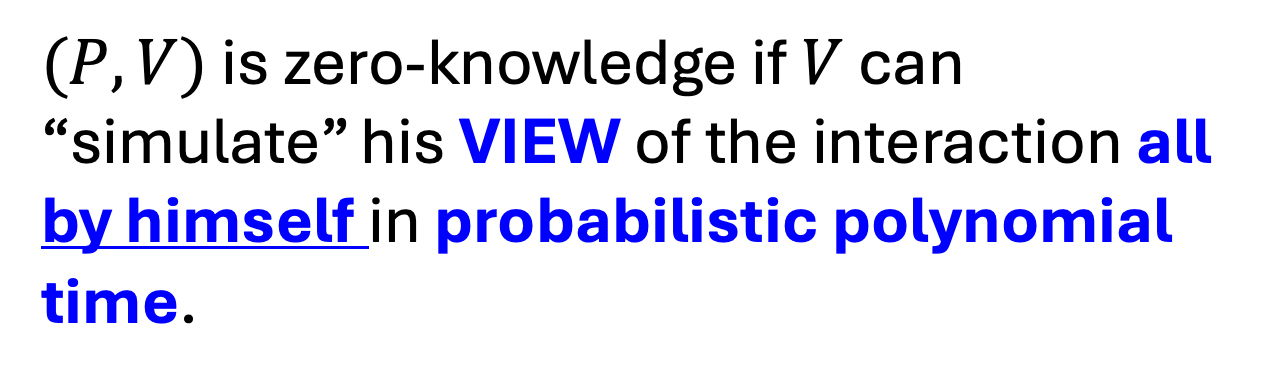 (P, V) is zero-knowledge if V can
“simulate” his VIEW of the interaction all
by himself in probabilistic polynomial
time.